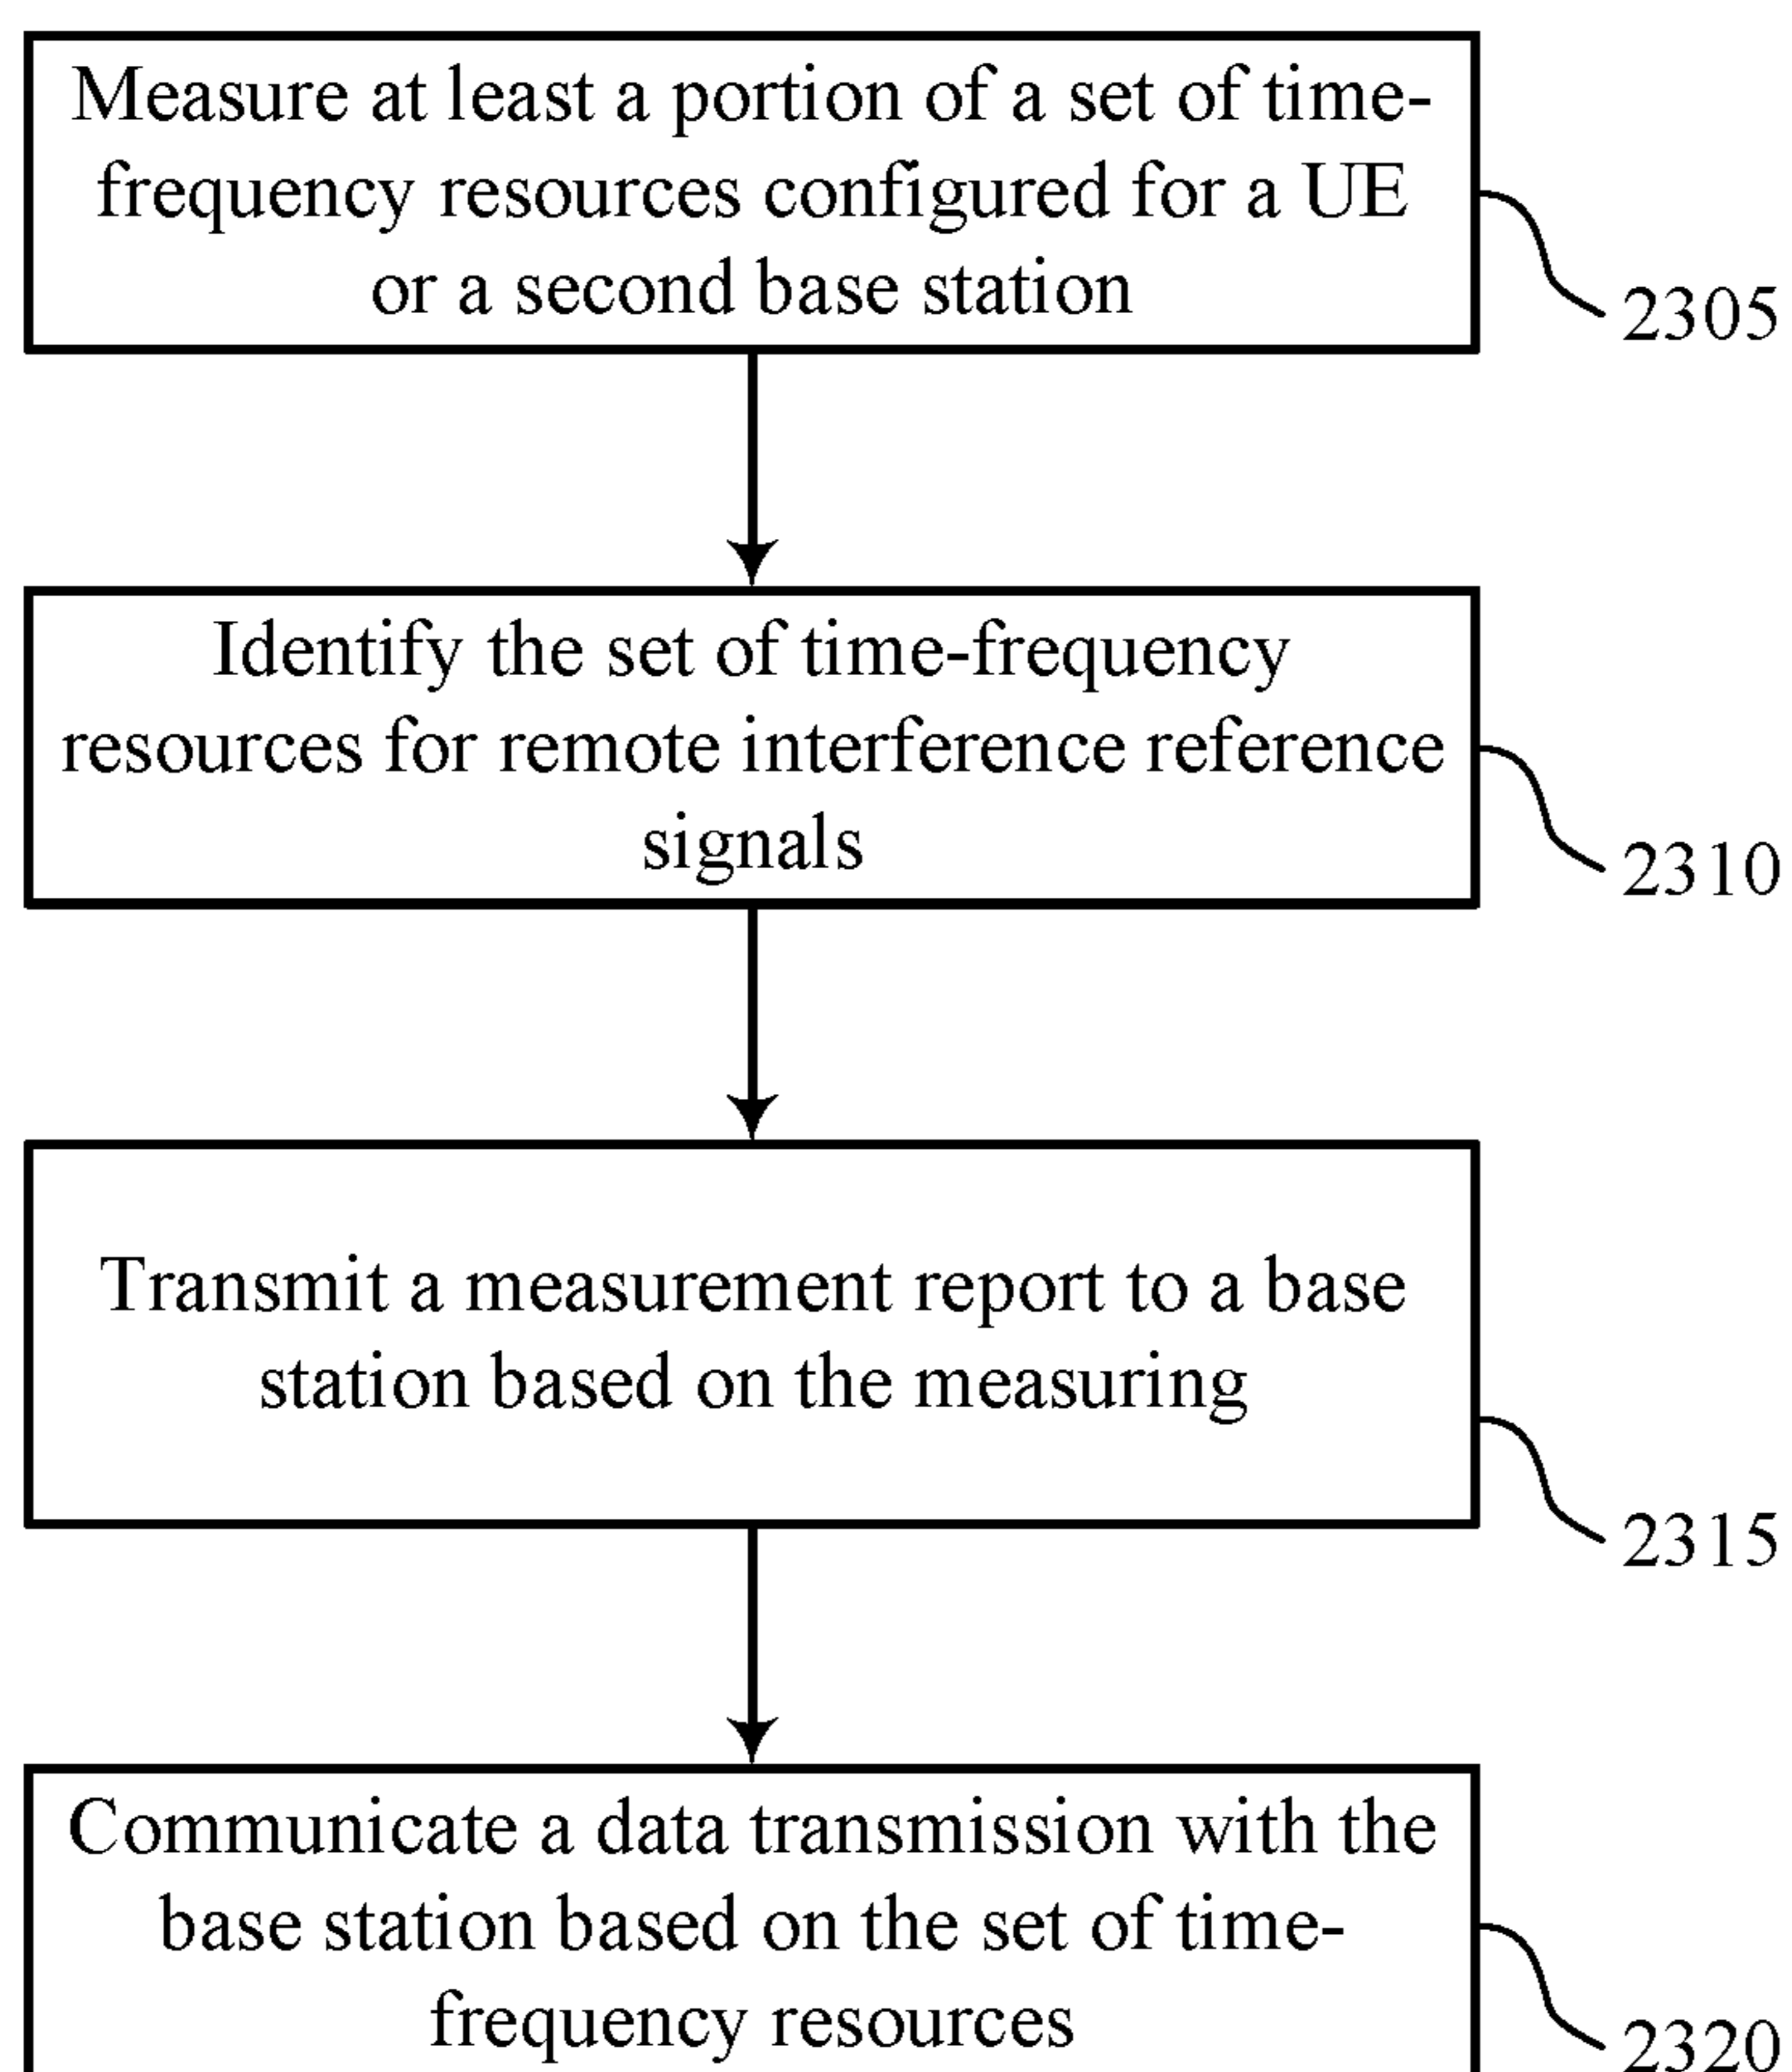 Measure at least a portion of a set of time-
frequency resources configured for a UE
or a second base station
2305
Identify the set of time-frequency
resources for remote interference reference
signals
2310
Transmit a measurement report to a base
station based on the measuring
2315
Communicate a data transmission with the
base station based on the set of time-
frequency resources
2320